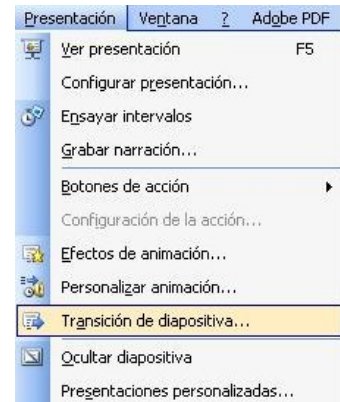 Presentación Ventana ? Adobe PDF
Ver presentación F5
Configurar presentación...
Ensayar intervalos
Grabar narración...
Botones de acción
Configuración de la acción...
Efectos de animación...
Personalizar animación...
Transición de diapositiva...
Ocultar diapositiva
Presentaciones personalizadas...